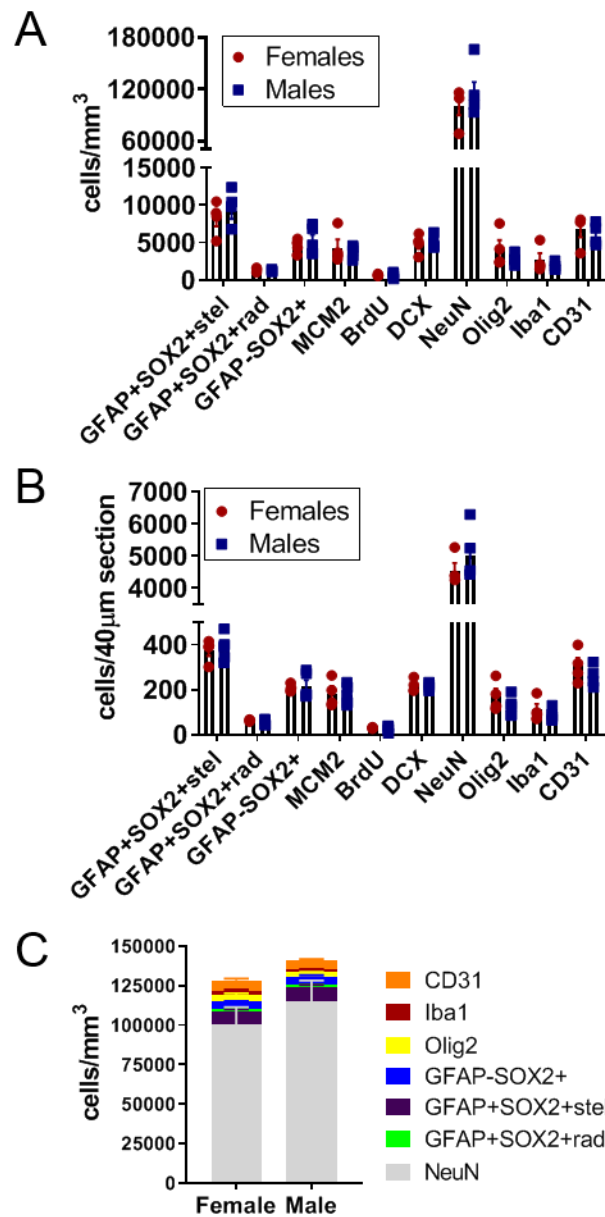 A
cells/mm³
180000
120000
60000
15000
10000
5000
0
Females
Males
GFAP+SOX2+stel
GFAP+SOX2+rad
GFAP-SOX2+
MCM2
BrdU
DCX
NeuN
Olig2
Iba1
CD31
B
cells/40µm section
7000
6000
5000
4000
400
200
0
Females
Males
GFAP+SOX2+stel
GFAP+SOX2+rad
GFAP-SOX2+
MCM2
BrdU
DCX
NeuN
Olig2
Iba1
CD31
C
cells/mm³
150000
125000
100000
75000
50000
25000
0
Female Male
CD31
Iba1
Olig2
GFAP-SOX2+
GFAP+SOX2+stel
GFAP+SOX2+rad
NeuN